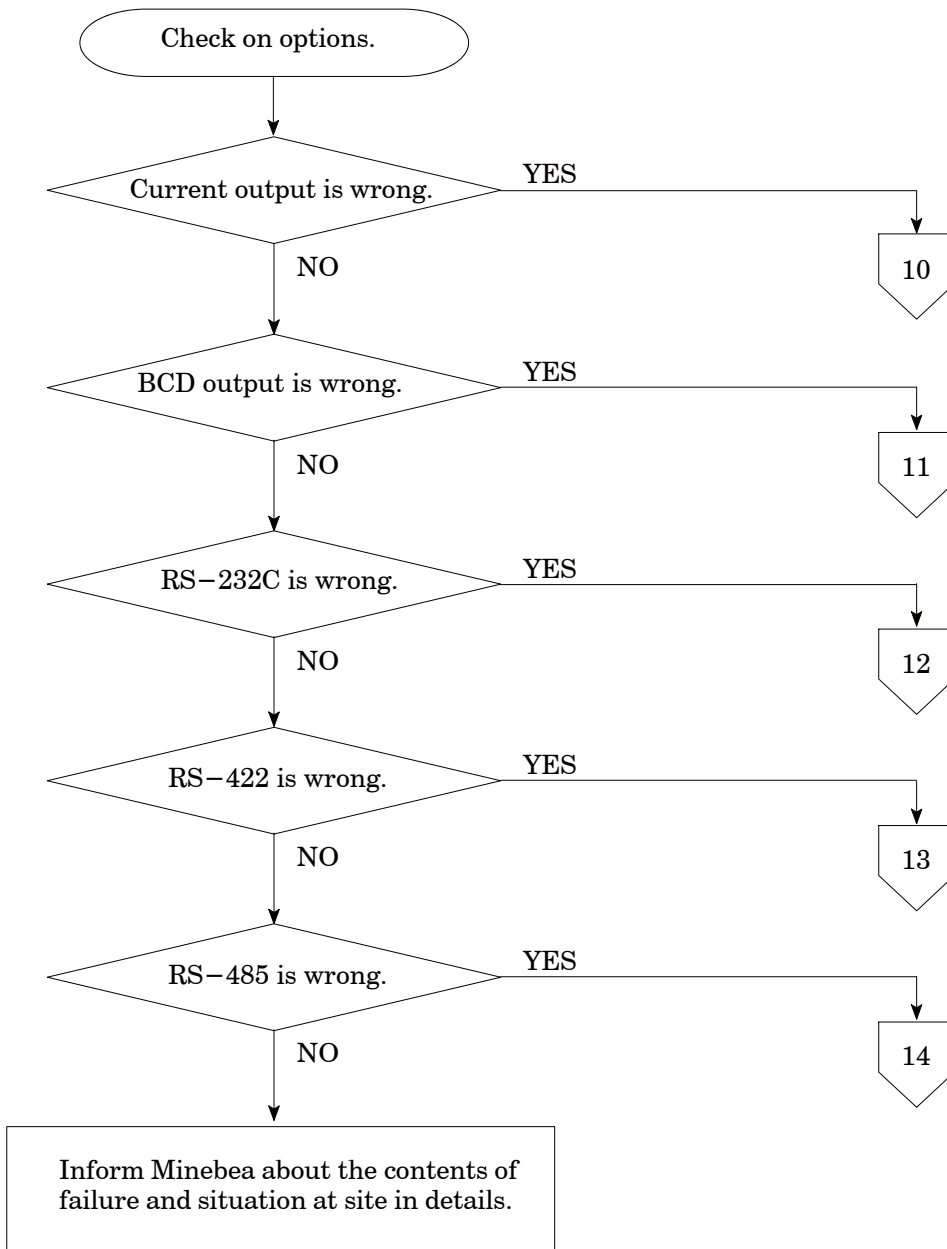 Check on options.
Current output is wrong.
YES
10
NO
BCD output is wrong.
YES
11
NO
RS−232C is wrong.
YES
12
NO
RS−422 is wrong.
YES
13
NO
RS−485 is wrong.
YES
14
NO
Inform Minebea about the contents of
failure and situation at site in details.